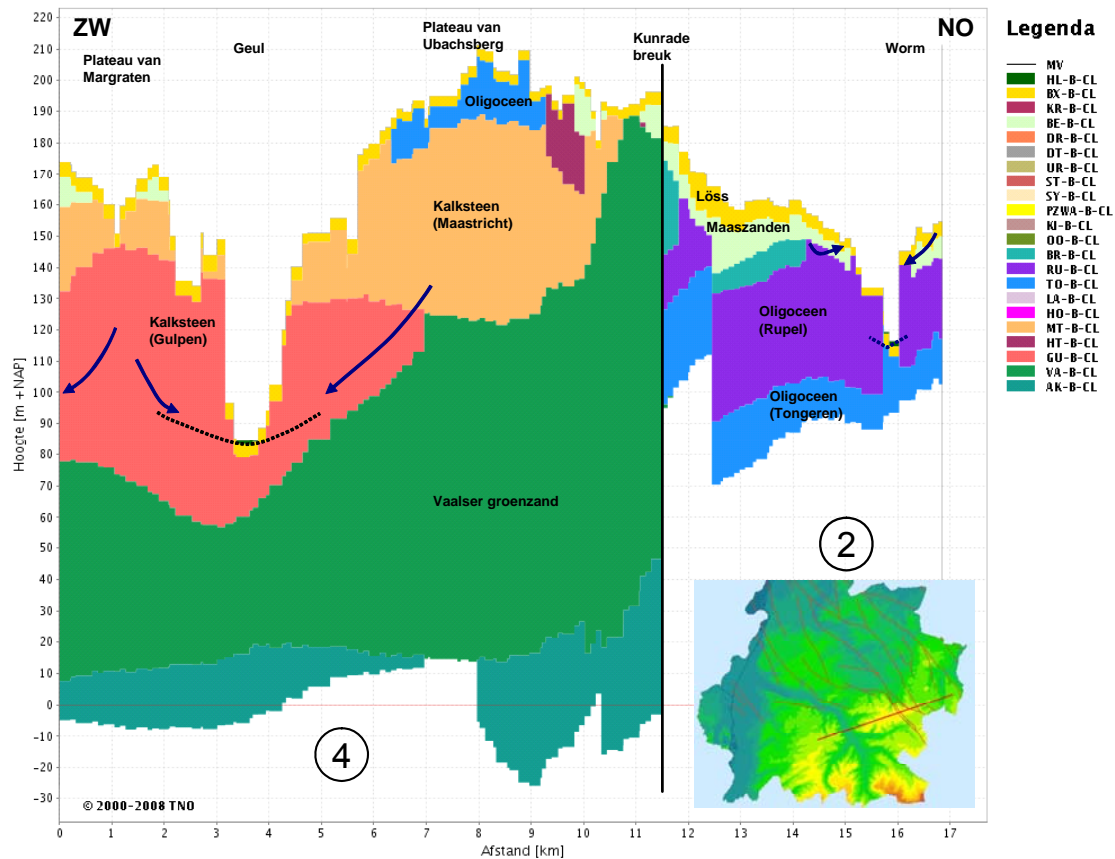 ZW
NO
Plateau van
Margraten
Geul
Plateau van
Ubachsberg
Kunrade
breuk
Worm
Oligoceen
Kalksteen
(Maastricht)
Kalksteen
(Gulpen)
Vaalser groenzand
Löss
Maaszanden
Oligoceen
(Rupel)
Oligoceen
(Tongeren)
4
2
© 2000-2008 TNO
Hoogte [m +NAP]
220
210
200
190
180
170
160
150
140
130
120
110
100
90
80
70
60
50
40
30
20
10
0
-10
-20
-30
0 1 2 3 4 5 6 7 8 9 10 11 12 13 14 15 16 17
Afstand [km]
Legenda
MV
HL-B-CL
BX-B-CL
KR-B-CL
BE-B-CL
DR-B-CL
DT-B-CL
UR-B-CL
ST-B-CL
SY-B-CL
PZWA-B-CL
KI-B-CL
OO-B-CL
BR-B-CL
RU-B-CL
TO-B-CL
LA-B-CL
HO-B-CL
MT-B-CL
HT-B-CL
GU-B-CL
VA-B-CL
AK-B-CL